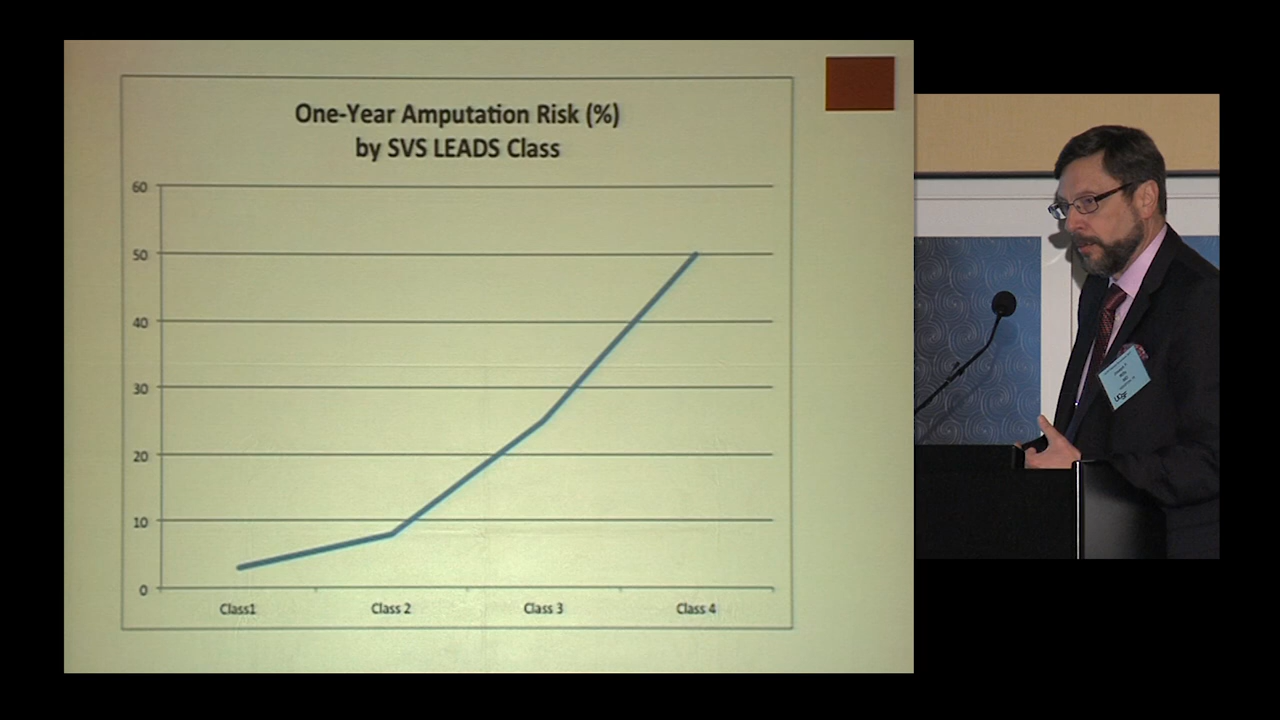 One-Year Amputation Risk (%)
by SVS LEADS Class
60
50
40
30
20
10
0
Class1
Class 2
Class 3
Class 4
UCSF